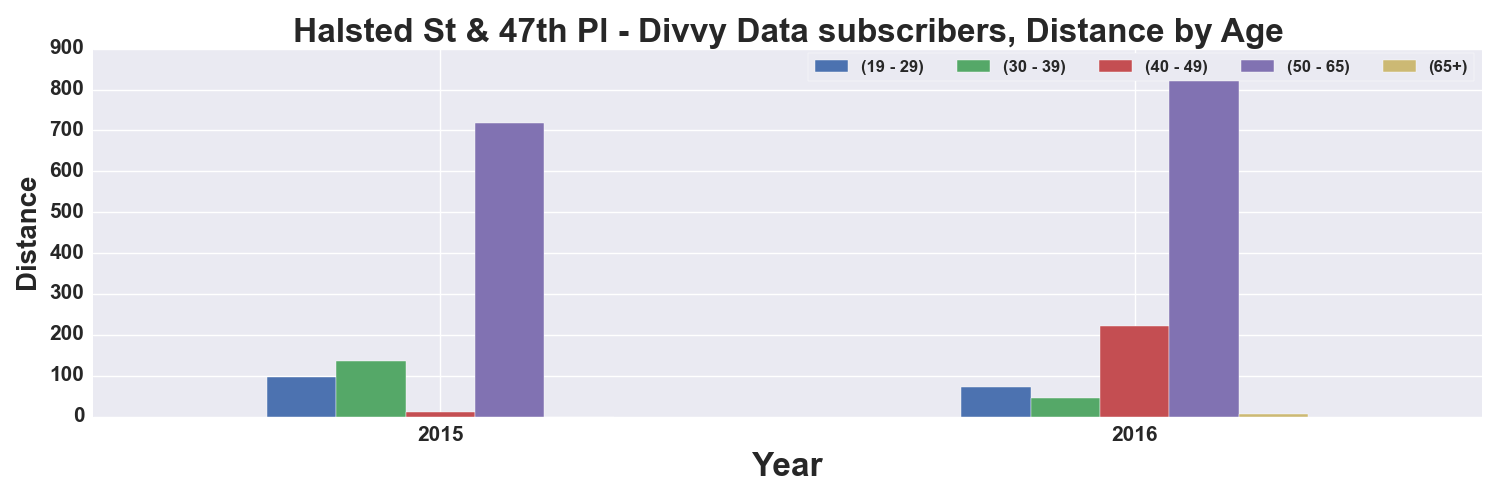 Halsted St & 47th Pl - Divvy Data subscribers, Distance by Age
900
800
700
600
500
400
300
200
100
0
Distance
(19 - 29) (30 - 39) (40 - 49) (50 - 65) (65+)
2015 2016
Year